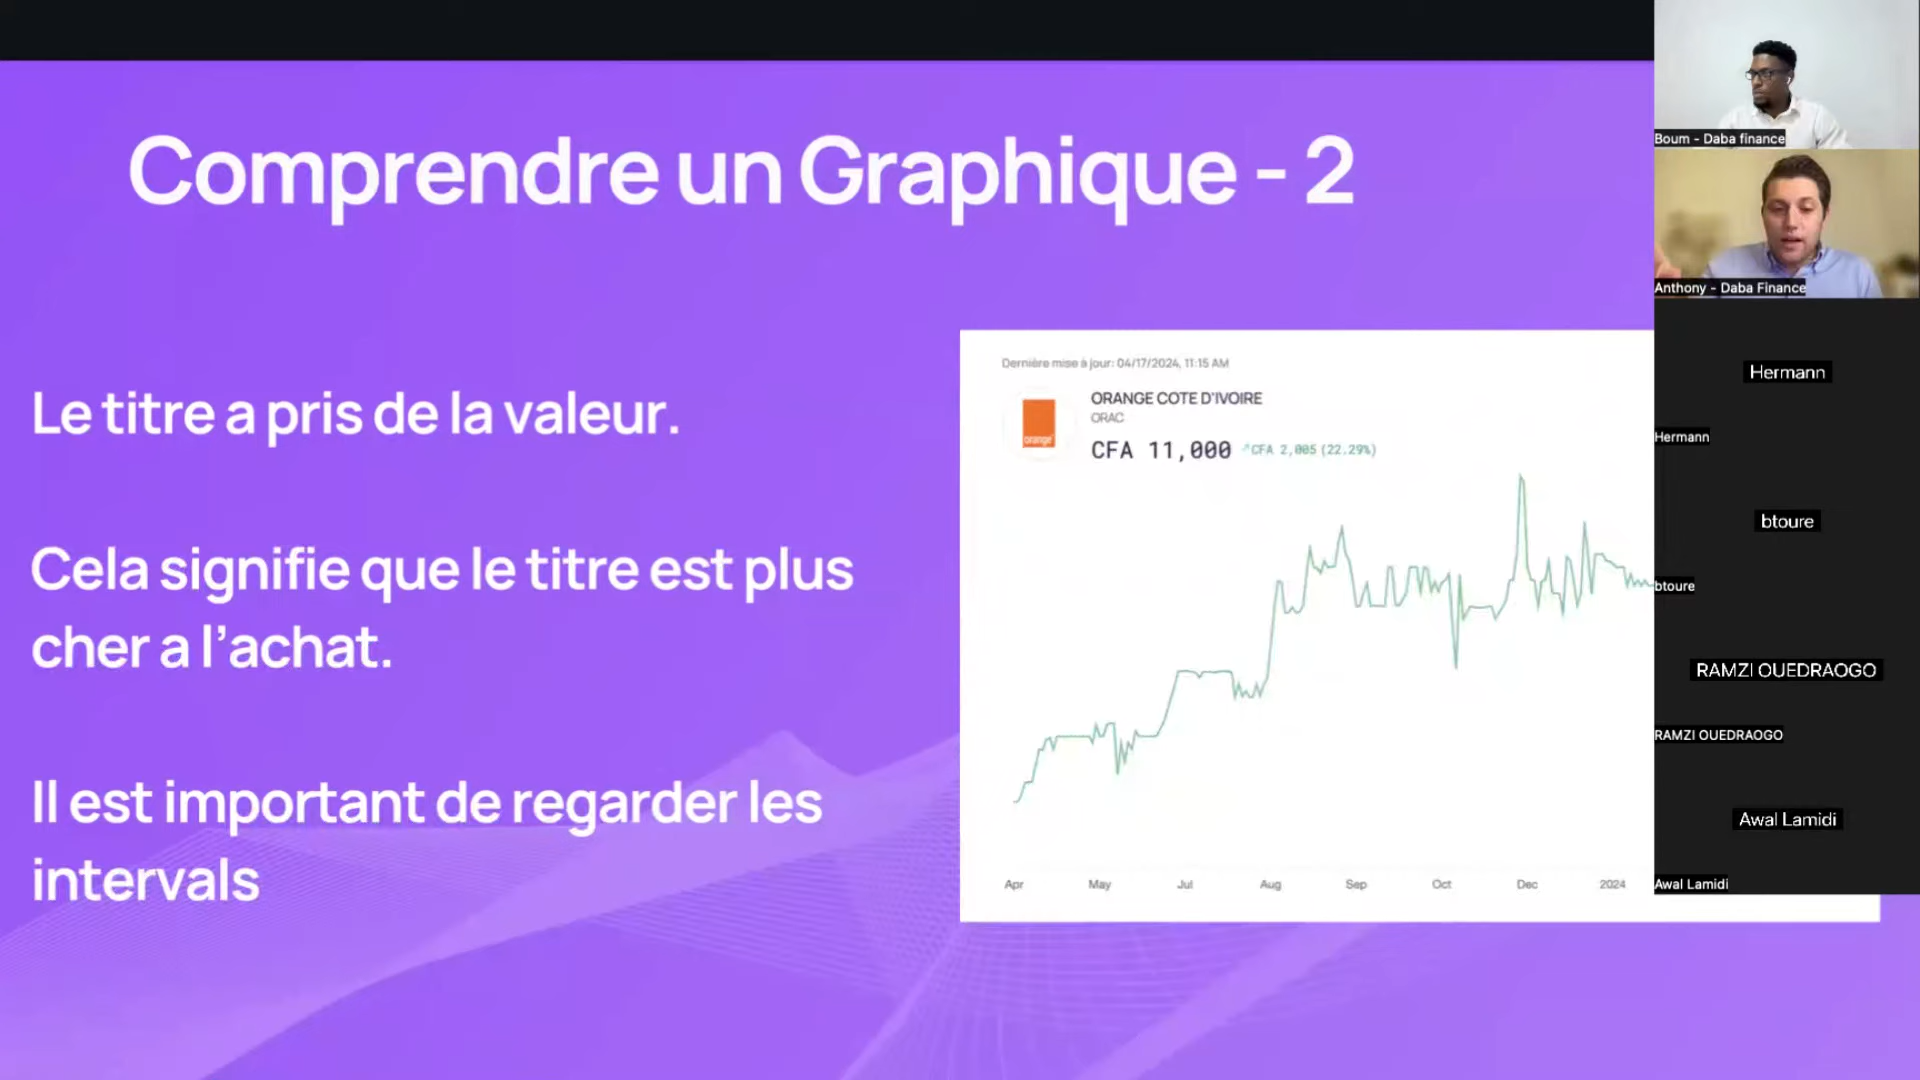 Comprendre un Graphique - 2
Le titre a pris de la valeur.
Cela signifie que le titre est plus
cher a l’achat.
Il est important de regarder les
intervals
Dernière mise à jour: 04/17/2024, 11:15 AM
orange
ORANGE COTE D'IVOIRE
ORAC
CFA 11,000 CFA 2,005 (22.29%)
Apr May Jul Aug Sep Oct Dec 2024
Boum - Daba finance
Anthony - Daba Finance
Hermann
Hermann
btoure
btoure
RAMZI OUEDRAOGO
RAMZI OUEDRAOGO
Awal Lamidi
Awal Lamidi